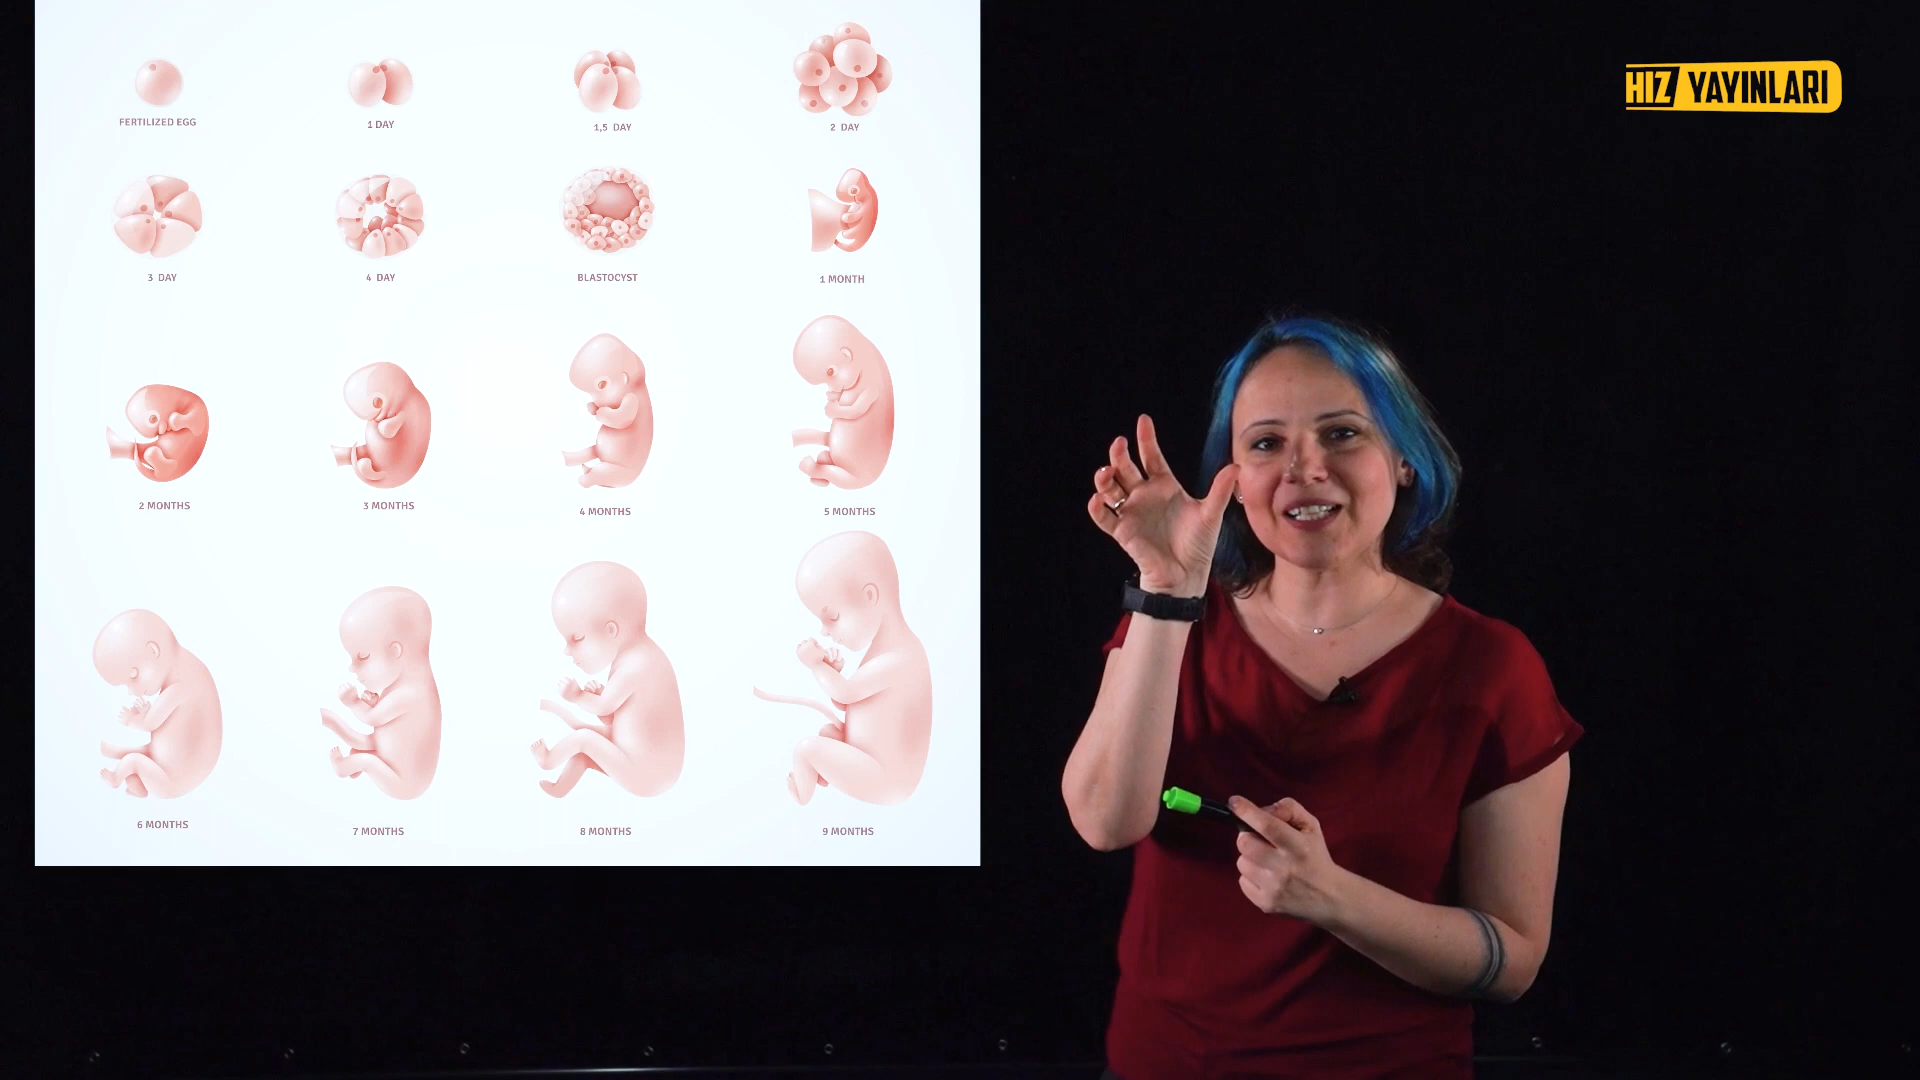 HIZ YAYINLARI
FERTILIZED EGG
1 DAY
1,5 DAY
2 DAY
3 DAY
4 DAY
BLASTOCYST
1 MONTH
2 MONTHS
3 MONTHS
4 MONTHS
5 MONTHS
6 MONTHS
7 MONTHS
8 MONTHS
9 MONTHS